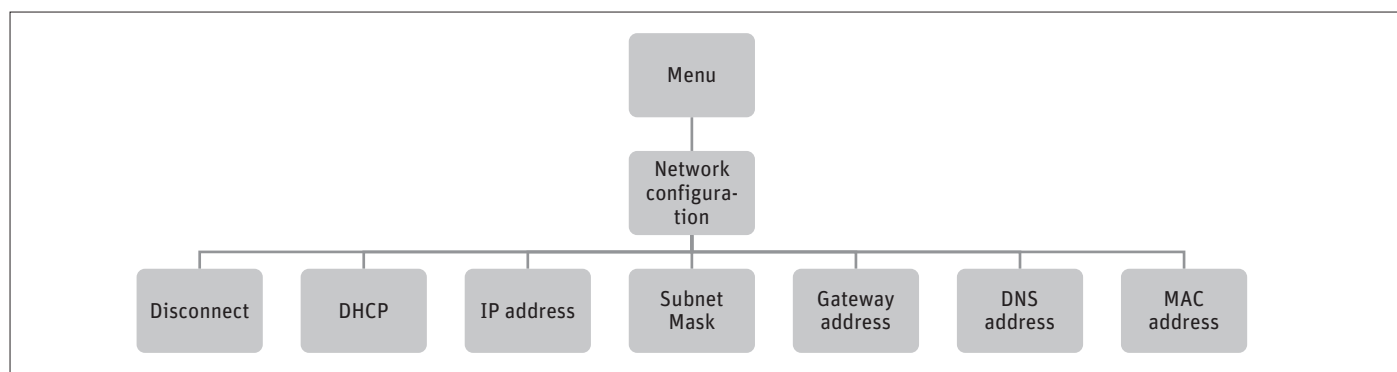 Menu
Network
configura-
tion
Disconnect
DHCP
IP address
Subnet
Mask
Gateway
address
DNS
address
MAC
address